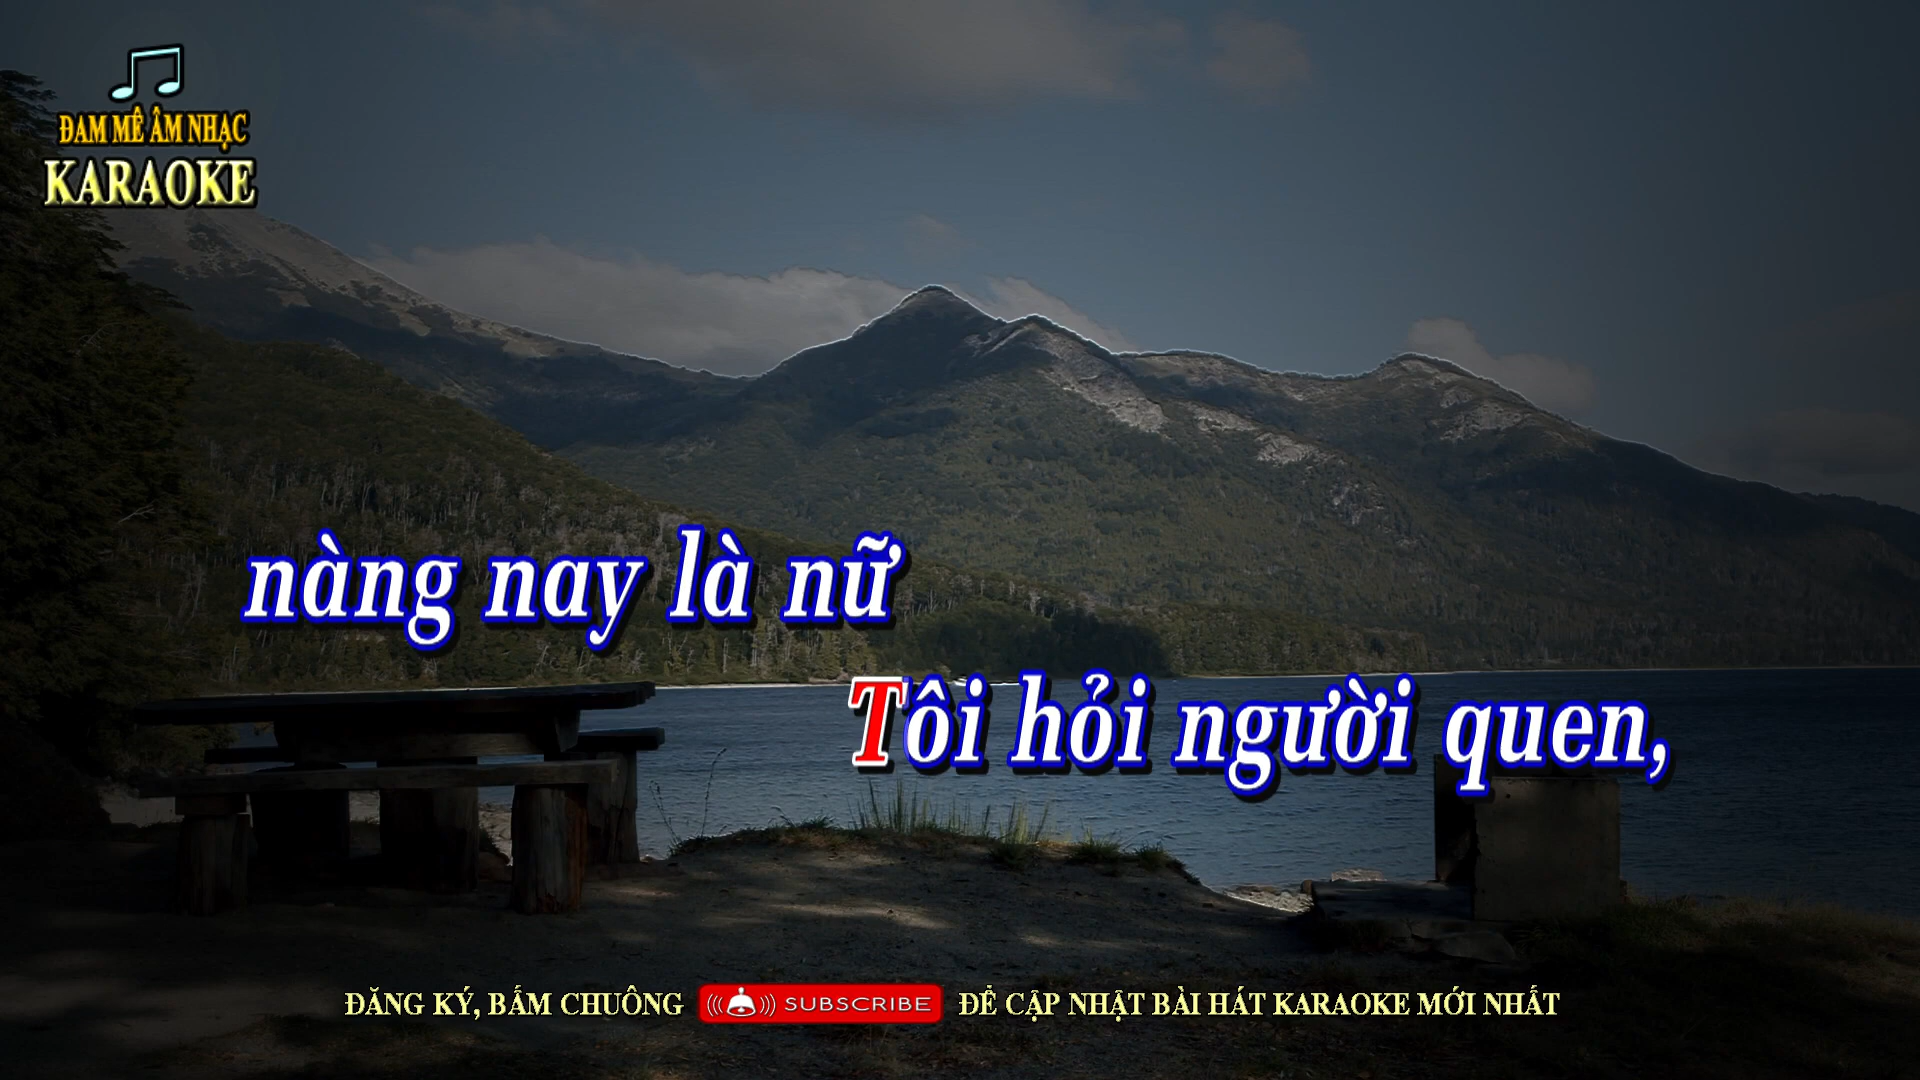 ĐAM MÊ ÂM NHẠC
KARAOKE
nàng nay là nữ
Tôi hỏi người quen,
ĐĂNG KÝ, BẤM CHUÔNG SUBSCRIBE ĐỂ CẬP NHẬT BÀI HÁT KARAOKE MỚI NHẤT